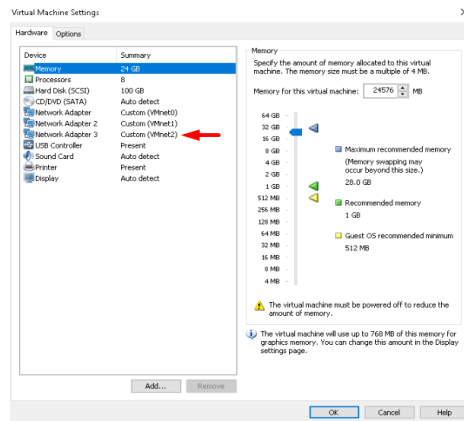 Virtual Machine Settings
Hardware Options
Device Summary
Memory 24 GB
Processors 8
Hard Disk (SCSI) 100 GB
CD/DVD (SATA) Auto detect
Network Adapter Custom (VMnet0)
Network Adapter 2 Custom (VMnet1)
Network Adapter 3 Custom (VMnet2)
USB Controller Present
Sound Card Auto detect
Printer Present
Display Auto detect
Add... Remove
Memory
Specify the amount of memory allocated to this virtual
machine. The memory size must be a multiple of 4 MB.
Memory for this virtual machine: 24576 MB
64 GB
32 GB
16 GB
8 GB
4 GB
2 GB
1 GB
512 MB
256 MB
128 MB
64 MB
32 MB
16 MB
8 MB
4 MB
Maximum recommended memory
(Memory swapping may
occur beyond this size.)
28.0 GB
Recommended memory
1 GB
Guest OS recommended minimum
512 MB
The virtual machine must be powered off to reduce the
amount of memory.
The virtual machine will use up to 768 MB of this memory for
graphics memory. You can change this amount in the Display
settings page.
OK Cancel Help